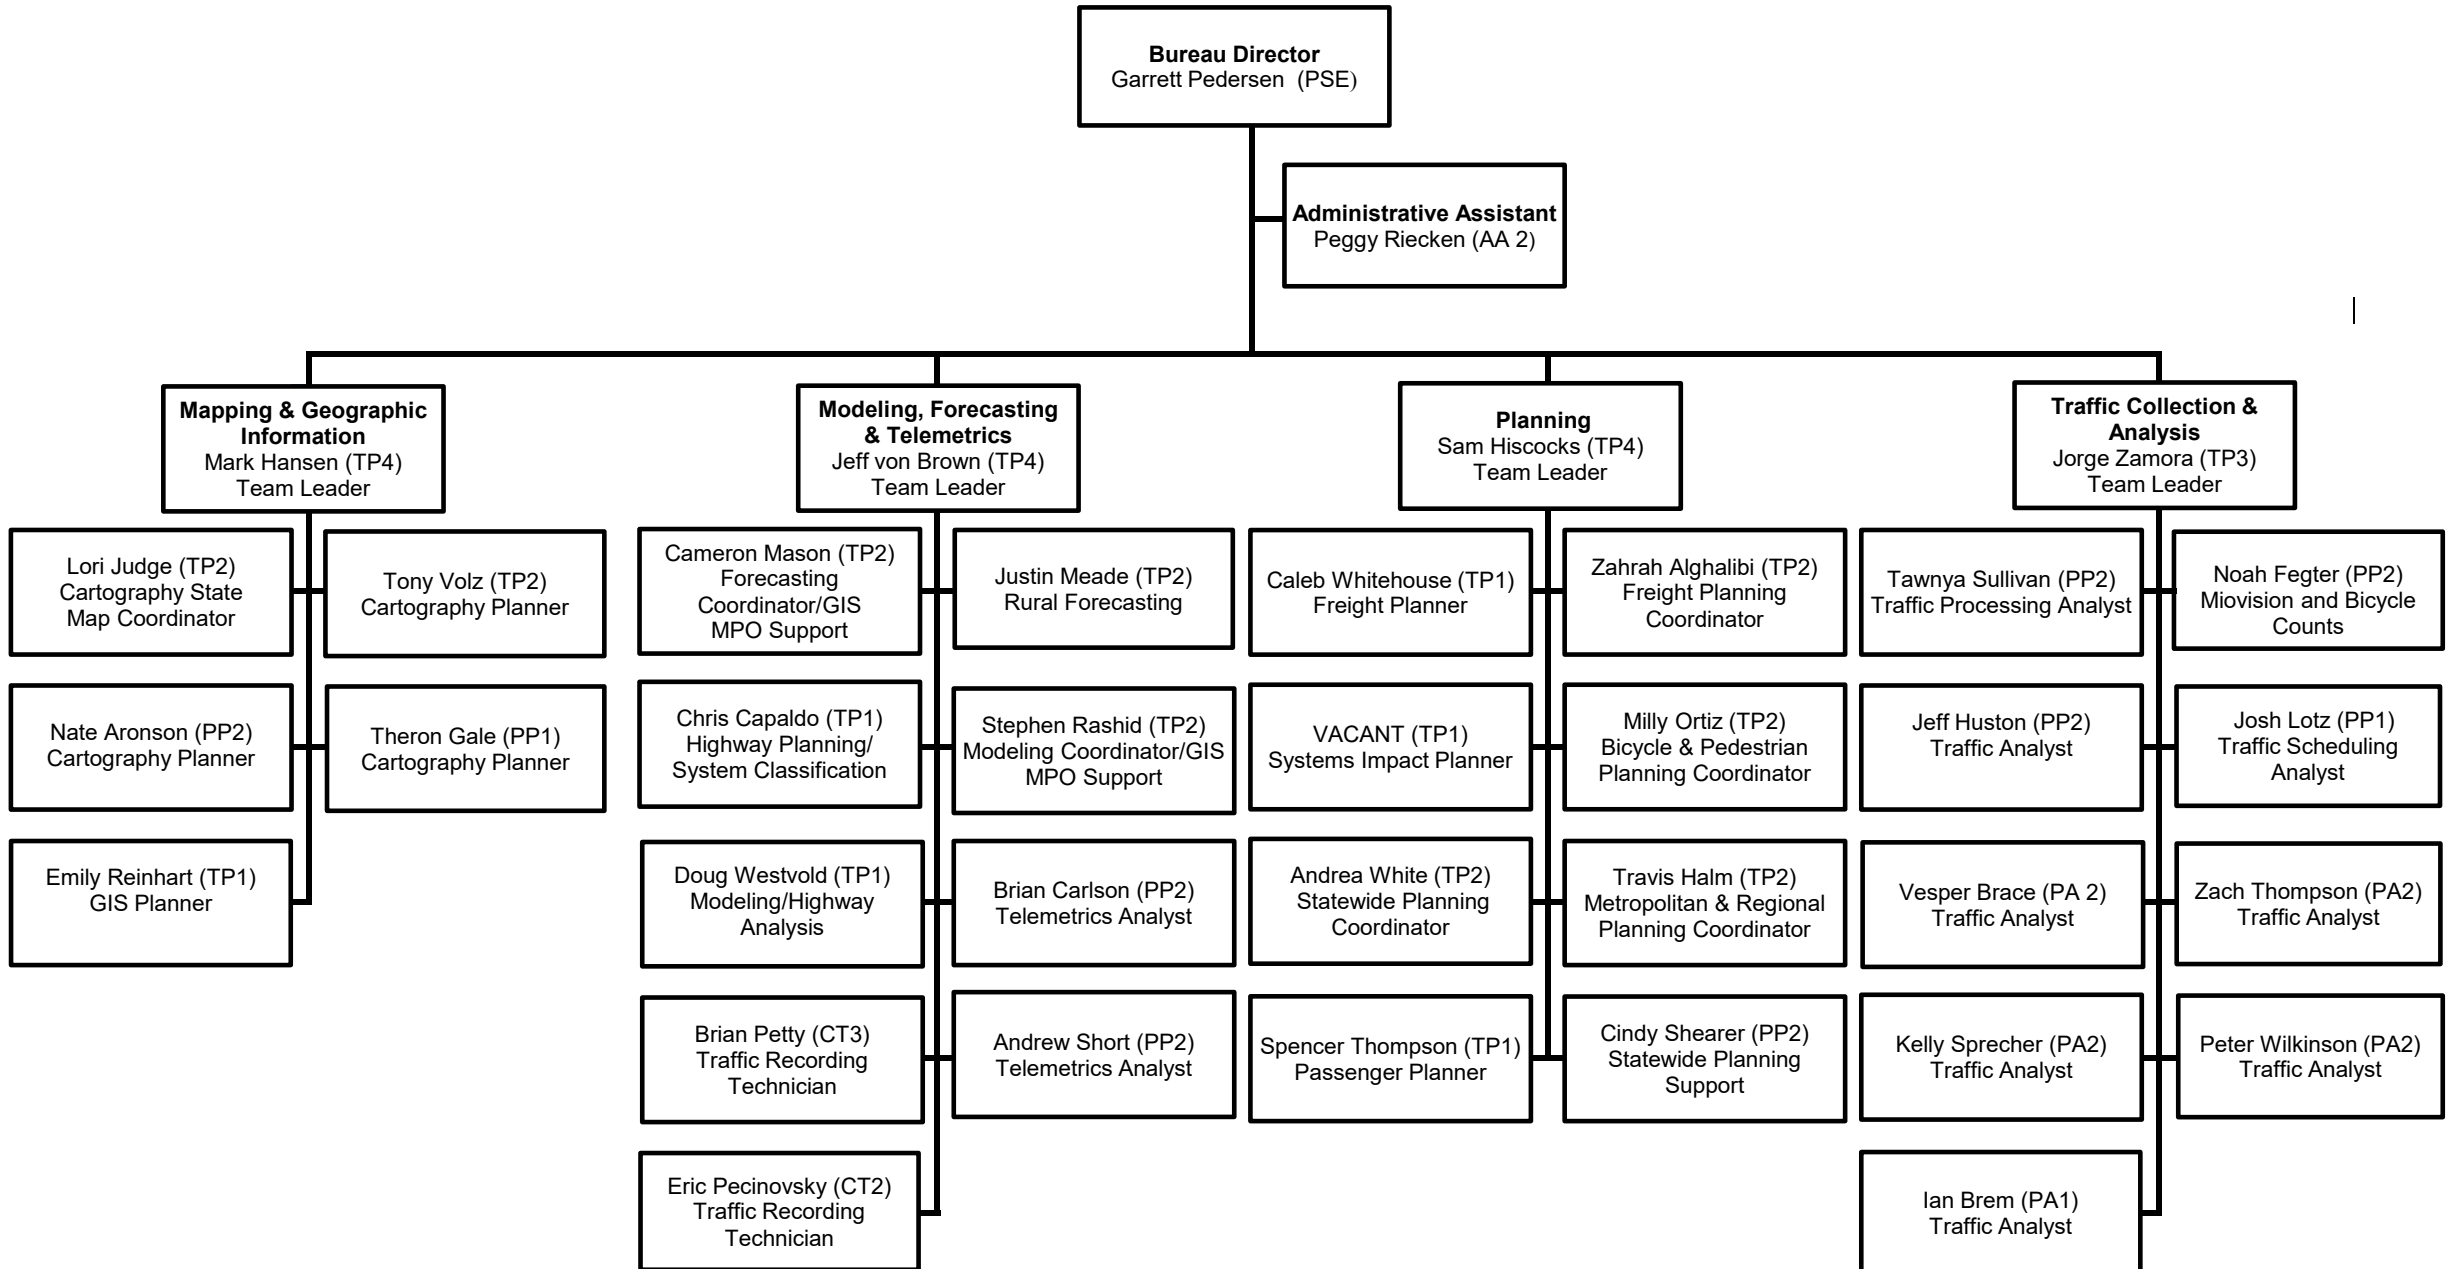 Bureau Director
Garrett Pedersen (PSE)
Administrative Assistant
Peggy Riecken (AA 2)
Mapping & Geographic
Information
Mark Hansen (TP4)
Team Leader
Lori Judge (TP2)
Cartography State
Map Coordinator
Tony Volz (TP2)
Cartography Planner
Nate Aronson (PP2)
Cartography Planner
Theron Gale (PP1)
Cartography Planner
Emily Reinhart (TP1)
GIS Planner
Modeling, Forecasting
& Telemetrics
Jeff von Brown (TP4)
Team Leader
Cameron Mason (TP2)
Forecasting
Coordinator/GIS
MPO Support
Justin Meade (TP2)
Rural Forecasting
Chris Capaldo (TP1)
Highway Planning/
System Classification
Stephen Rashid (TP2)
Modeling Coordinator/GIS
MPO Support
Doug Westvold (TP1)
Modeling/Highway
Analysis
Brian Carlson (PP2)
Telemetrics Analyst
Brian Petty (CT3)
Traffic Recording
Technician
Andrew Short (PP2)
Telemetrics Analyst
Eric Pecinovsky (CT2)
Traffic Recording
Technician
Planning
Sam Hiscocks (TP4)
Team Leader
Caleb Whitehouse (TP1)
Freight Planner
Zahrah Alghalibi (TP2)
Freight Planning
Coordinator
VACANT (TP1)
Systems Impact Planner
Milly Ortiz (TP2)
Bicycle & Pedestrian
Planning Coordinator
Andrea White (TP2)
Statewide Planning
Coordinator
Travis Halm (TP2)
Metropolitan & Regional
Planning Coordinator
Spencer Thompson (TP1)
Passenger Planner
Cindy Shearer (PP2)
Statewide Planning
Support
Traffic Collection &
Analysis
Jorge Zamora (TP3)
Team Leader
Tawnya Sullivan (PP2)
Traffic Processing Analyst
Noah Fegter (PP2)
Miovision and Bicycle
Counts
Jeff Huston (PP2)
Traffic Analyst
Josh Lotz (PP1)
Traffic Scheduling
Analyst
Vesper Brace (PA 2)
Traffic Analyst
Zach Thompson (PA2)
Traffic Analyst
Kelly Sprecher (PA2)
Traffic Analyst
Peter Wilkinson (PA2)
Traffic Analyst
Ian Brem (PA1)
Traffic Analyst